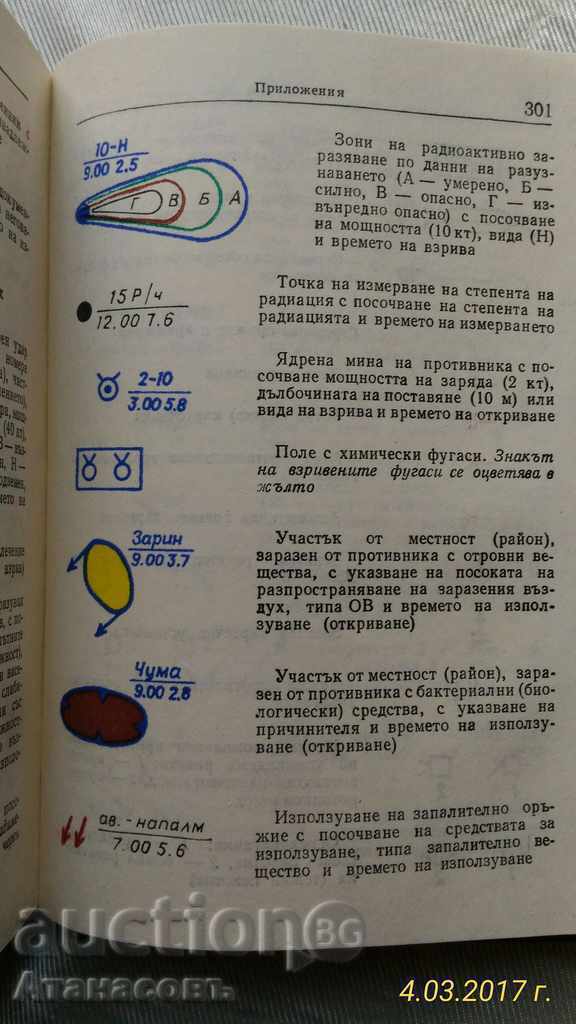 Приложения
301
10-Н
9.00 2.5
Г В Б А
Зони на радиоактивно за-
разяване по данни на разуз-
наването (А — умерено, Б —
силно, В — опасно, Г — из-
вънредно опасно) с посочване
на мощността (10 кт), вида (Н)
и времето на взрива
15 Р/ч
12.00 7.6
Точка на измерване на степента на
радиация с посочване на степента на
радиацията и времето на измерването
2-10
3.00 5.8
Ядрена мина на противника с по-
сочване мощността на заряда (2 кт),
дълбочината на поставяне (10 м) или
вида на взрива и времето на откриване
Поле с химически фугаси. Знакът
на взривените фугаси се оцветява в
жълто
Зарин
9.00 3.7
Участък от местност (район),
заразен от противника с отровни ве-
щества, с указване на посоката на
разпространяване на заразения въз-
дух, типа ОВ и времето на изпол-
зуване (откриване)
Чума
9.00 2.8
Участък от местност (район), зара-
зен от противника с бактериални (био-
логически) средства, с указване на
причинителя и времето на използу-
ване (откриване)
ав.-напалм
7.00 5.6
Използуване на запалително оръ-
жие с посочване на средствата за
използуване, типа запалително ве-
щество и времето на използуване
auctionBG
Атанасовъ
4.03.2017 г.